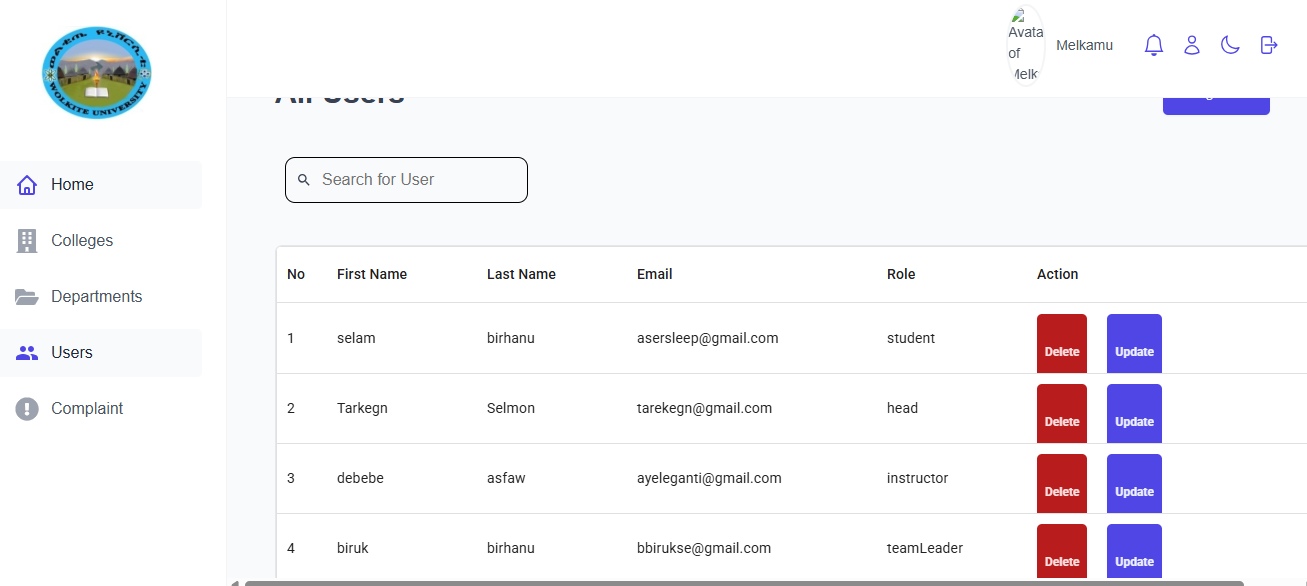 ወልቂጤ ዩኒቨርሲቲ
WOLKITE UNIVERSITY
Avata
of
Melk
Melkamu
All Users
Home
Colleges
Departments
Users
Complaint
Search for User
No First Name Last Name Email Role Action
1 selam birhanu asersleep@gmail.com student Delete Update
2 Tarkegn Selmon tarekegn@gmail.com head Delete Update
3 debebe asfaw ayeleganti@gmail.com instructor Delete Update
4 biruk birhanu bbirukse@gmail.com teamLeader Delete Update